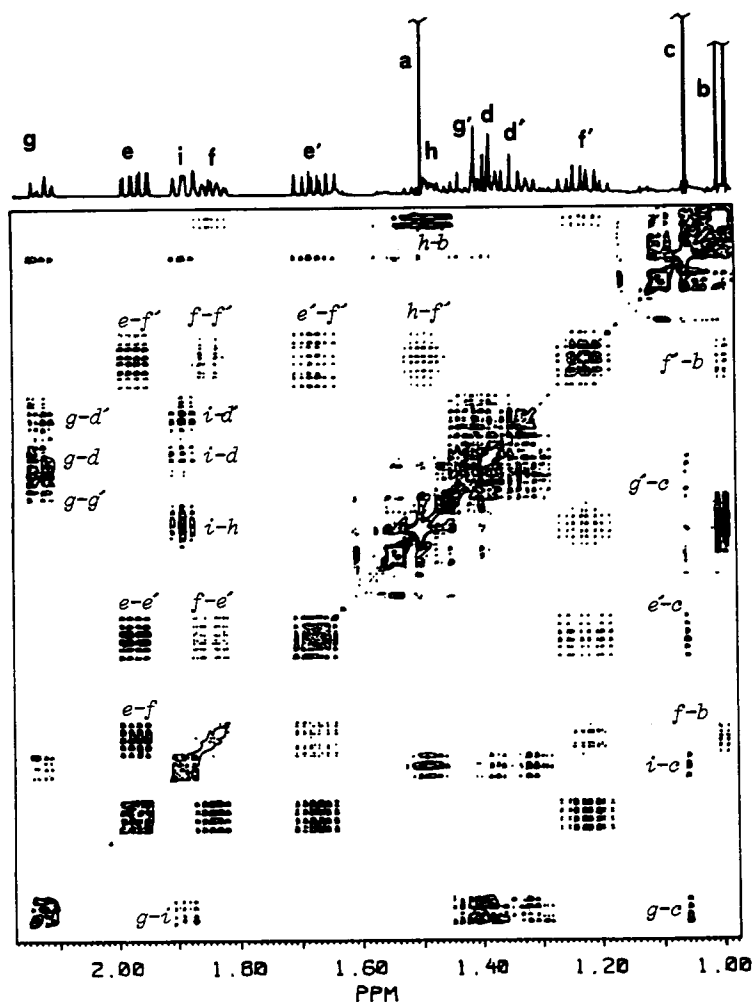 a
c
b
g
e
i
f
e′
h
g′
d
d′
f′
h-b
e-f′
f-f′
e′-f′
h-f′
f′-b
g-d′
i-d′
g-d
i-d
g-g′
g′-c
i-h
e-e′
f-e′
e′-c
e-f
f-b
i-c
g-i
g-c
2.00 1.80 1.60 1.40 1.20 1.00
PPM